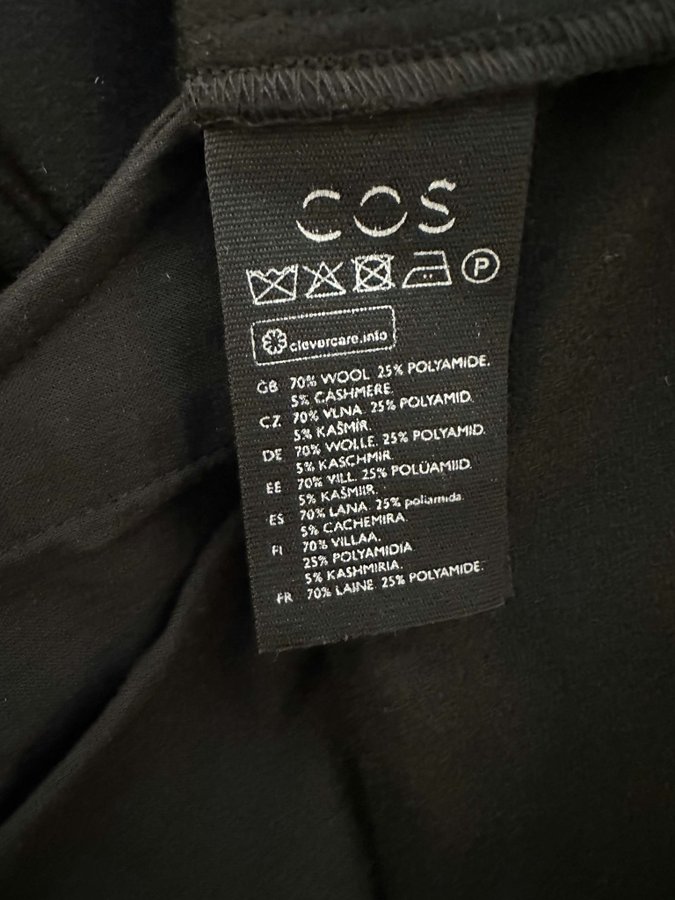 COS
P
clevercare.info
GB 70% WOOL. 25% POLYAMIDE.
5% CASHMERE.
CZ 70% VLNA. 25% POLYAMID.
5% KAŠMÍR.
DE 70% WOLLE. 25% POLYAMID.
5% KASCHMIR.
EE 70% VILL. 25% POLÜAMIID.
5% KAŠMIIR.
ES 70% LANA. 25% poliamida.
5% CACHEMIRA.
FI 70% VILLAA.
25% POLYAMIDIA
5% KASHMIRIA.
FR 70% LAINE. 25% POLYAMIDE.